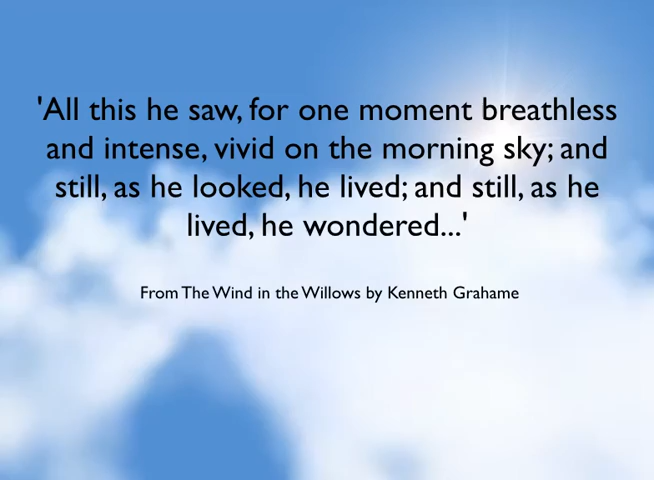 'All this he saw, for one moment breathless
and intense, vivid on the morning sky; and
still, as he looked, he lived; and still, as he
lived, he wondered...'
From The Wind in the Willows by Kenneth Grahame